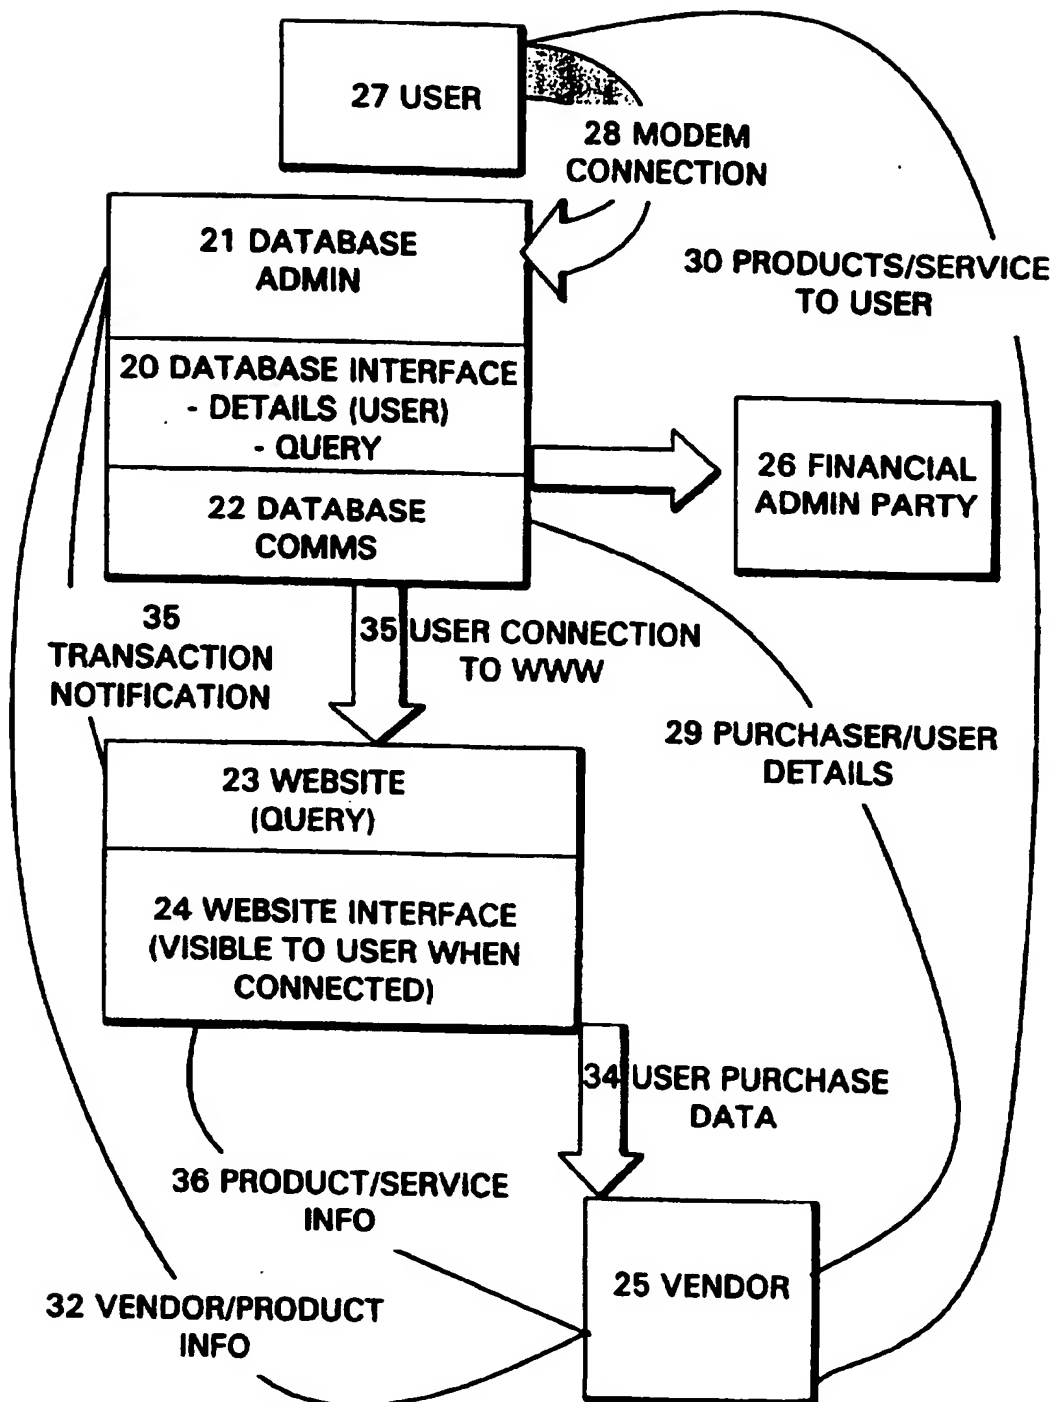 27 USER
28 MODEM
CONNECTION
21 DATABASE
ADMIN
30 PRODUCTS/SERVICE
TO USER
20 DATABASE INTERFACE
- DETAILS (USER)
- QUERY
26 FINANCIAL
ADMIN PARTY
22 DATABASE
COMMS
35
TRANSACTION
NOTIFICATION
35 USER CONNECTION
TO WWW
29 PURCHASER/USER
DETAILS
23 WEBSITE
(QUERY)
24 WEBSITE INTERFACE
(VISIBLE TO USER WHEN
CONNECTED)
34 USER PURCHASE
DATA
36 PRODUCT/SERVICE
INFO
25 VENDOR
32 VENDOR/PRODUCT
INFO